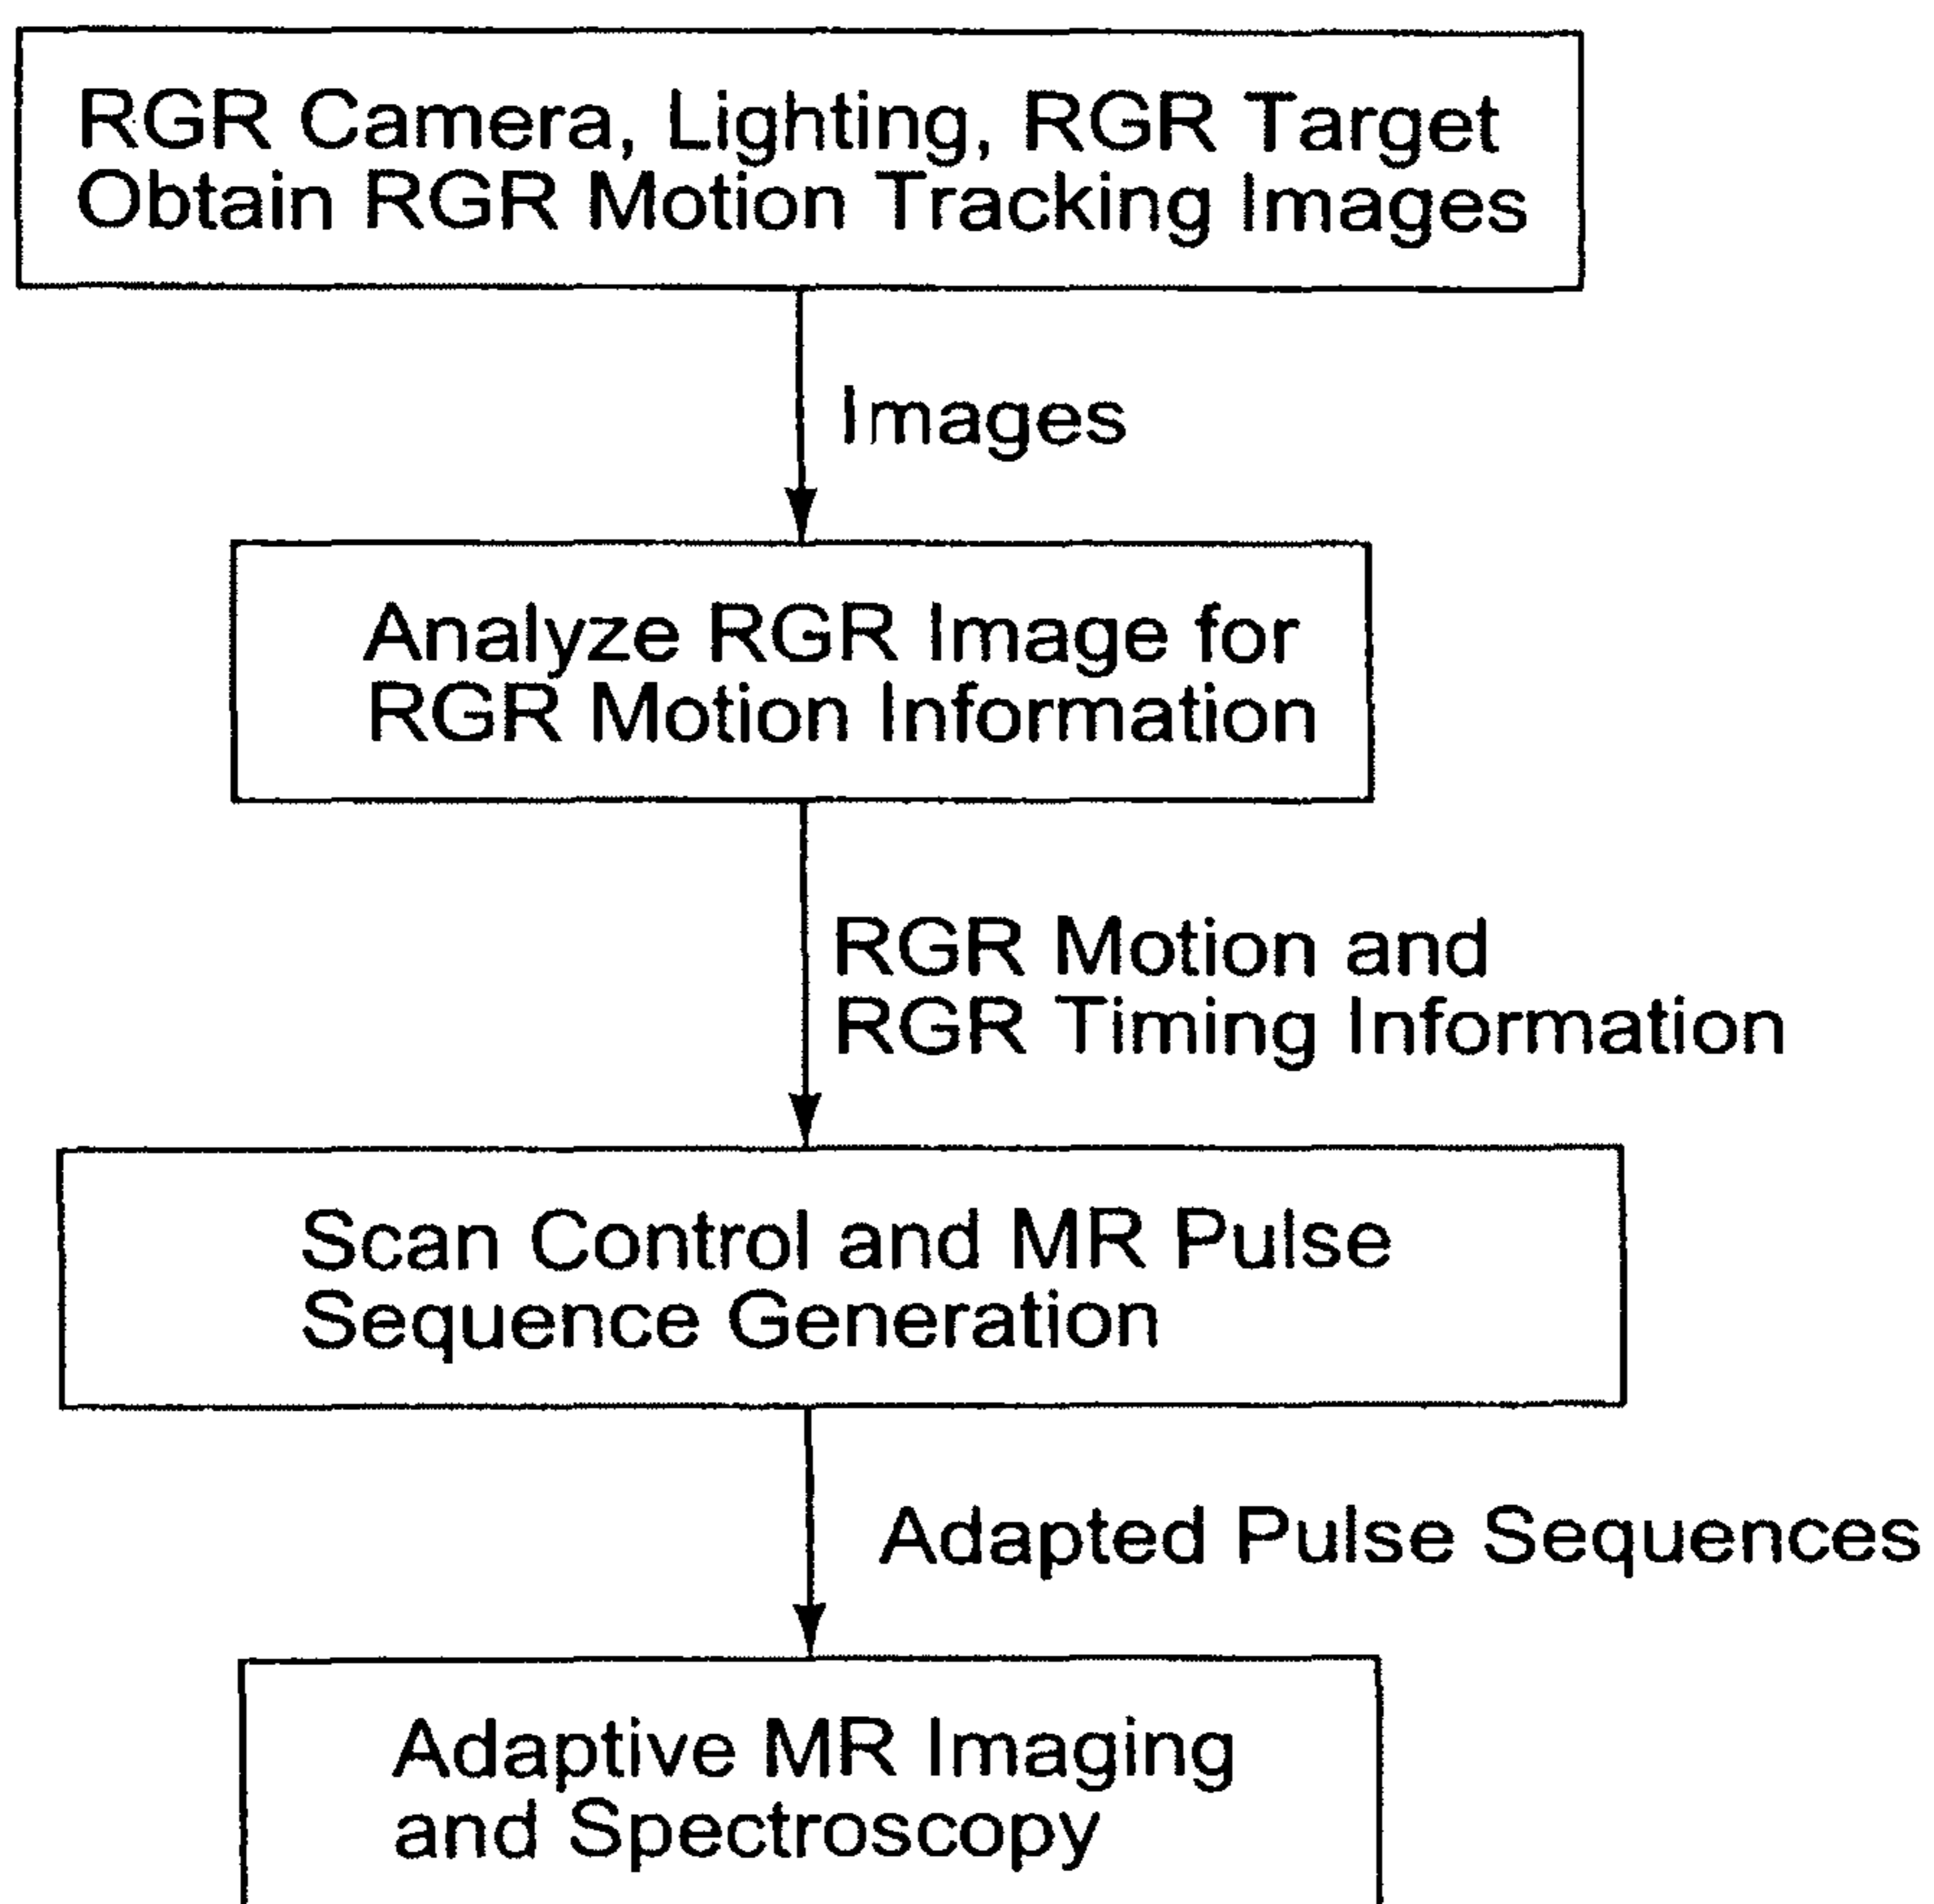 RGR Camera, Lighting, RGR Target
Obtain RGR Motion Tracking Images
Images
Analyze RGR Image for
RGR Motion Information
RGR Motion and
RGR Timing Information
Scan Control and MR Pulse
Sequence Generation
Adapted Pulse Sequences
Adaptive MR Imaging
and Spectroscopy